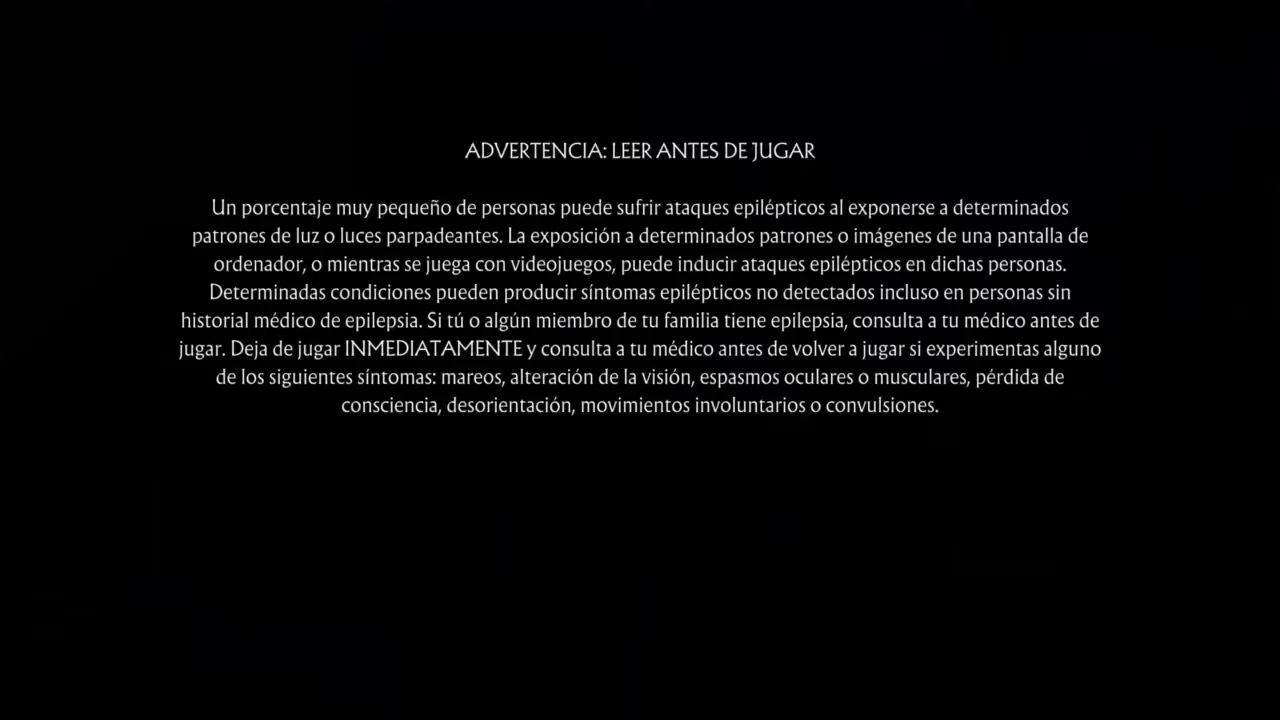 ADVERTENCIA: LEER ANTES DE JUGAR
Un porcentaje muy pequeño de personas puede sufrir ataques epilépticos al exponerse a determinados
patrones de luz o luces parpadeantes. La exposición a determinados patrones o imágenes de una pantalla de
ordenador, o mientras se juega con videojuegos, puede inducir ataques epilépticos en dichas personas.
Determinadas condiciones pueden producir síntomas epilépticos no detectados incluso en personas sin
historial médico de epilepsia. Si tú o algún miembro de tu familia tiene epilepsia, consulta a tu médico antes de
jugar. Deja de jugar INMEDIATAMENTE y consulta a tu médico antes de volver a jugar si experimentas alguno
de los siguientes síntomas: mareos, alteración de la visión, espasmos oculares o musculares, pérdida de
consciencia, desorientación, movimientos involuntarios o convulsiones.